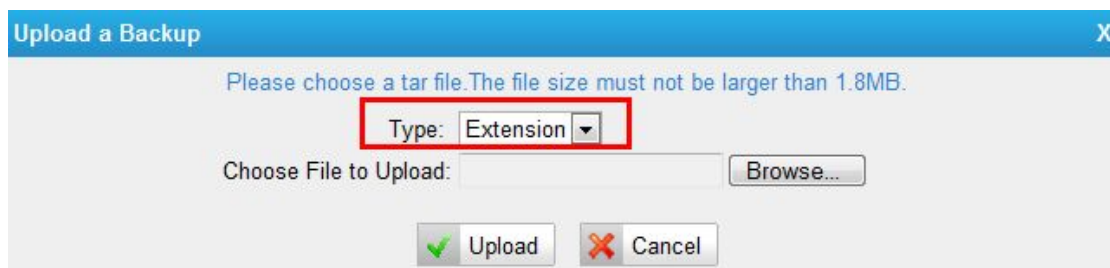 Upload a Backup X
Please choose a tar file.The file size must not be larger than 1.8MB.
Type: Extension
Choose File to Upload: Browse...
Upload Cancel